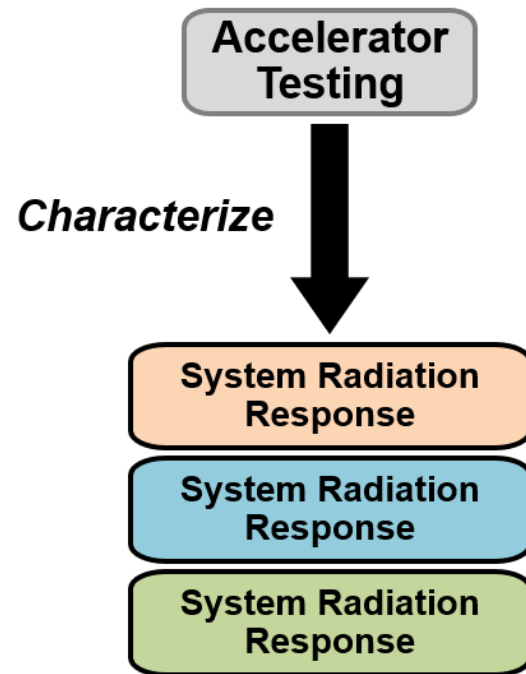 Accelerator
Testing
Characterize
System Radiation
Response
System Radiation
Response
System Radiation
Response